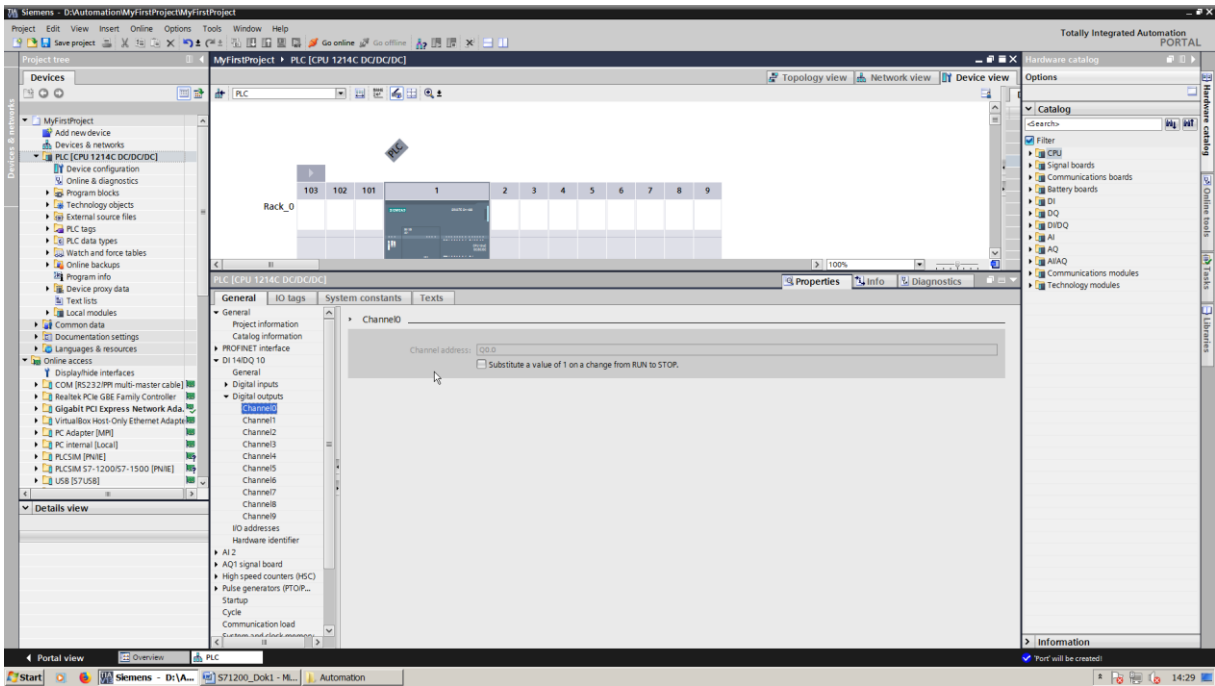 Siemens - D:\Automation\MyFirstProject\MyFirstProject
Project Edit View Insert Online Options Tools Window Help
Save project
Go online
Go offline
Totally Integrated Automation
PORTAL
Project tree
Devices
MyFirstProject
Add new device
Devices & networks
PLC [CPU 1214C DC/DC/DC]
Device configuration
Online & diagnostics
Program blocks
Technology objects
External source files
PLC tags
PLC data types
Watch and force tables
Online backups
Program info
Device proxy data
Text lists
Local modules
Common data
Documentation settings
Languages & resources
Online access
Display/hide interfaces
COM [RS232/PPI multi-master cable]
Realtek PCIe GBE Family Controller
Gigabit PCI Express Network Ada.
VirtualBox Host-Only Ethernet Adapte
PC Adapter [MPI]
PC internal [Local]
PLCSIM [PN/IE]
PLCSIM S7-1200/S7-1500 [PN/IE]
USB [S7USB]
Details view
Devices & networks
MyFirstProject PLC [CPU 1214C DC/DC/DC]
Topology view Network view Device view
PLC
PLC
103 102 101 1 2 3 4 5 6 7 8 9
Rack_0
SIEMENS
100%
PLC [CPU 1214C DC/DC/DC]
Properties Info Diagnostics
General IO tags System constants Texts
General
Project information
Catalog information
PROFINET interface
DI 14/DQ 10
General
Digital inputs
Digital outputs
Channel0
Channel1
Channel2
Channel3
Channel4
Channel5
Channel6
Channel7
Channel8
Channel9
I/O addresses
Hardware identifier
AI 2
AQ1 signal board
High speed counters (HSC)
Pulse generators (PTO/P...
Startup
Cycle
Communication load
System and clock memory
Channel0
Channel address: Q0.0
Substitute a value of 1 on a change from RUN to STOP.
Hardware catalog
Options
Catalog
<Search>
Filter
CPU
Signal boards
Communications boards
Battery boards
DI
DQ
DI/DQ
AI
AQ
AI/AQ
Communications modules
Technology modules
Information
Hardware catalog
Online tools
Tasks
Libraries
Portal view Overview PLC
'Port' will be created)
Start Siemens - D:\A... S71200_Dok1 - Mi... Automation 14:29